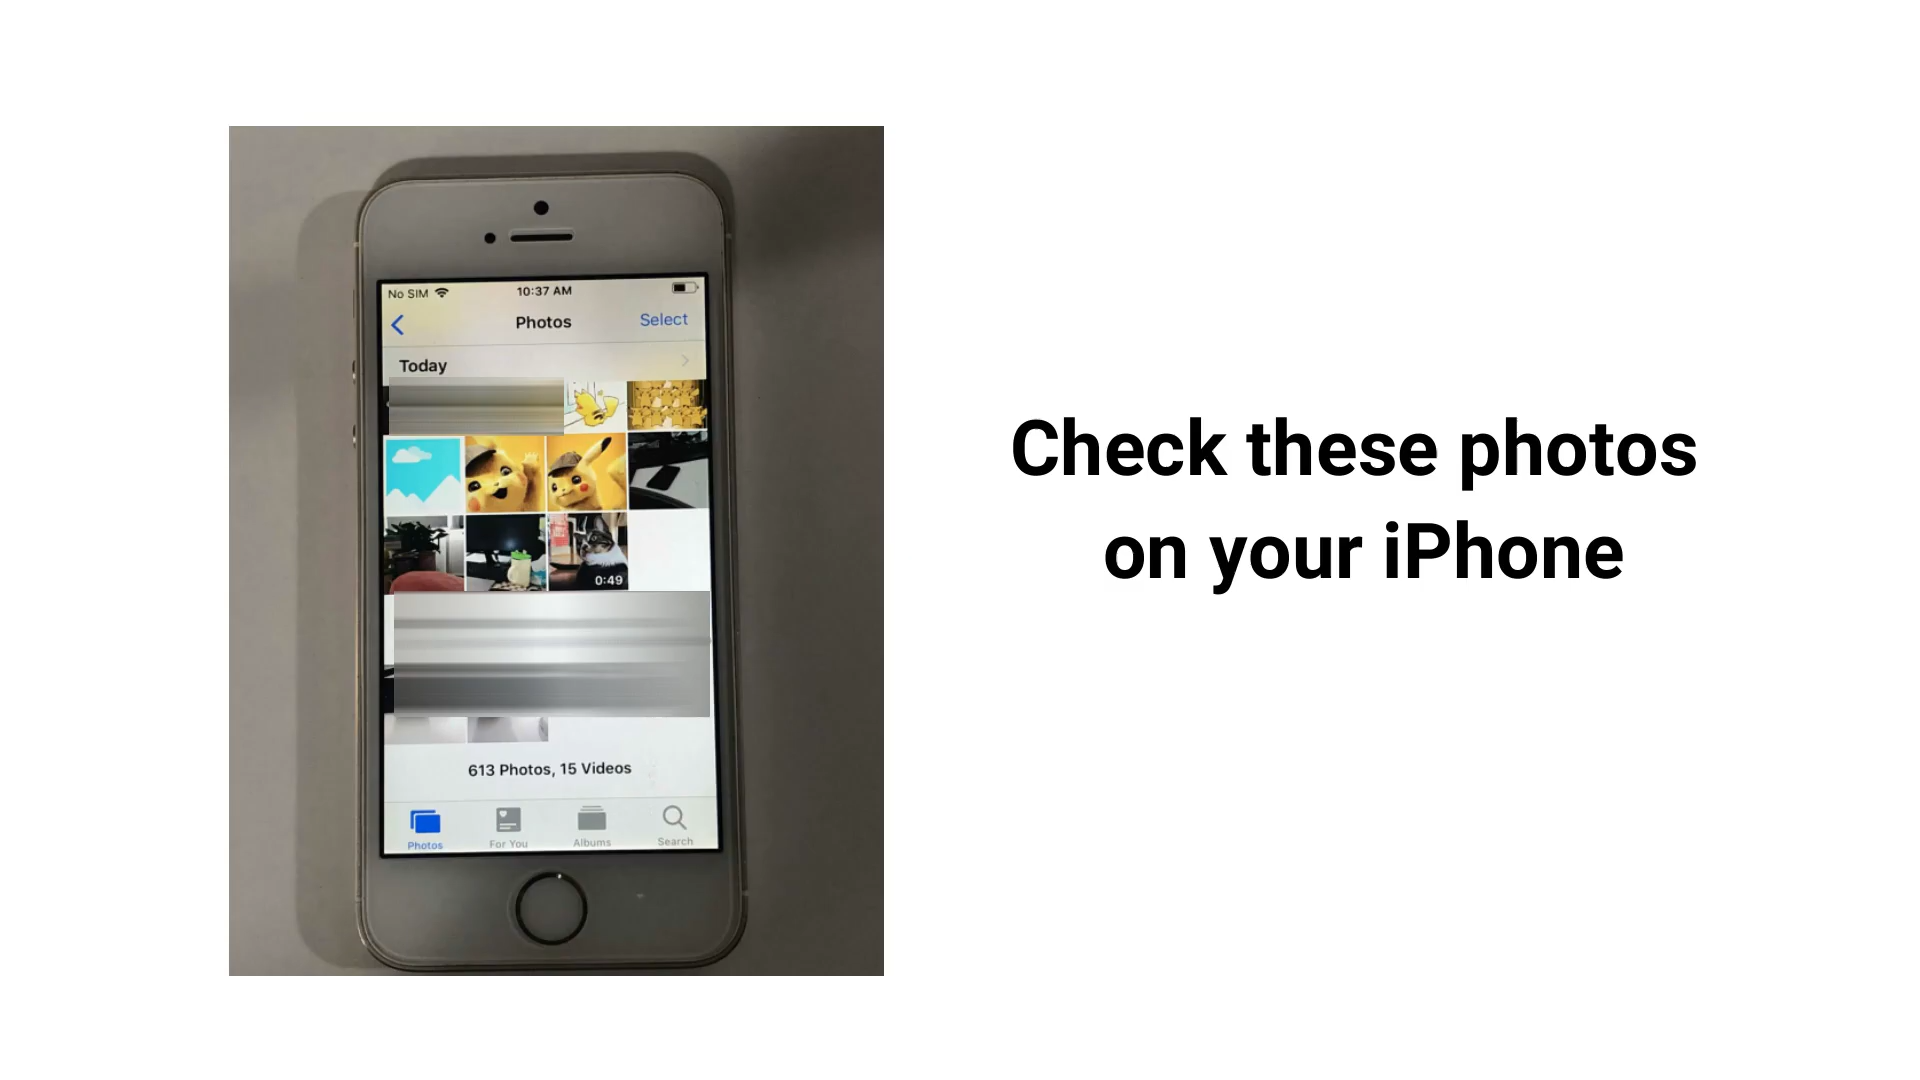 No SIM
10:37 AM
Photos
Select
Today
0:49
613 Photos, 15 Videos
Photos
For You
Albums
Search
Check these photos
on your iPhone